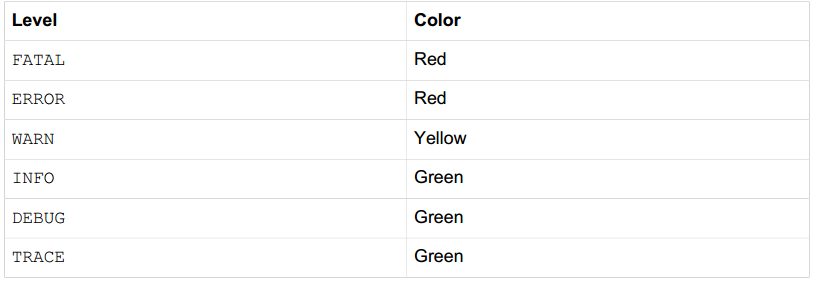 Level Color
FATAL Red
ERROR Red
WARN Yellow
INFO Green
DEBUG Green
TRACE Green